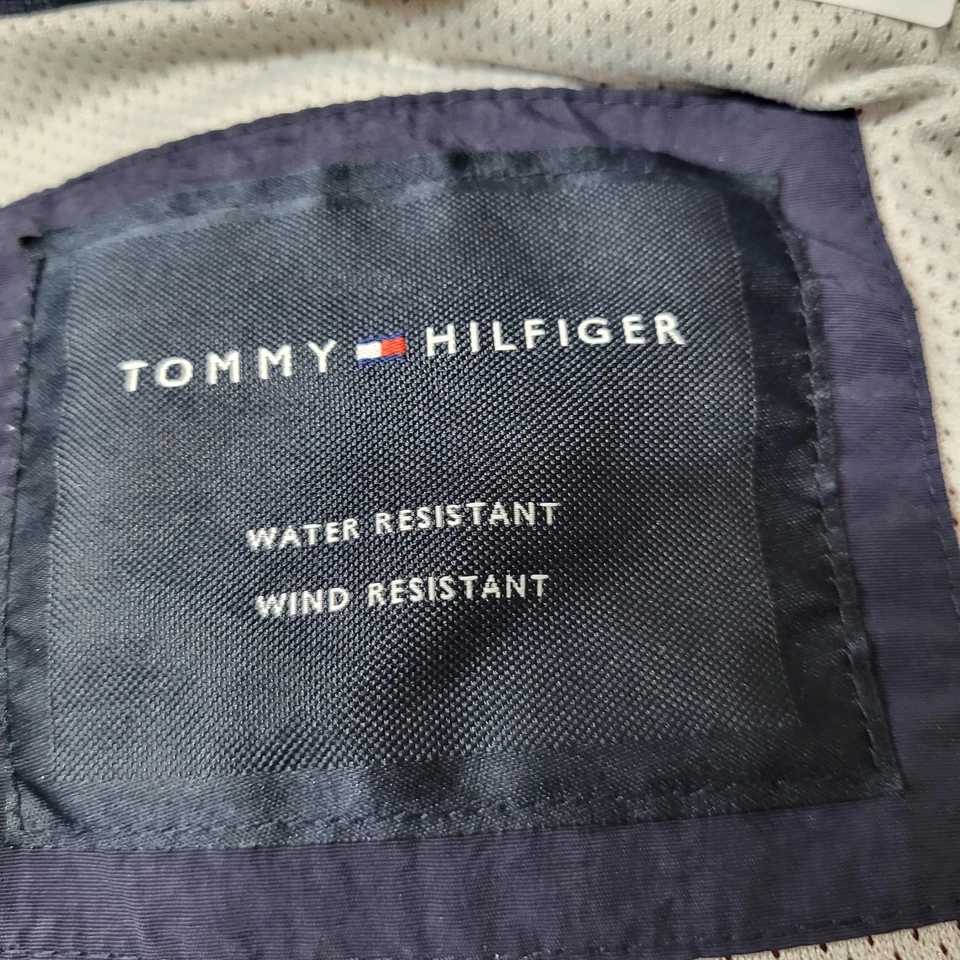 TOMMY HILFIGER
WATER RESISTANT
WIND RESISTANT